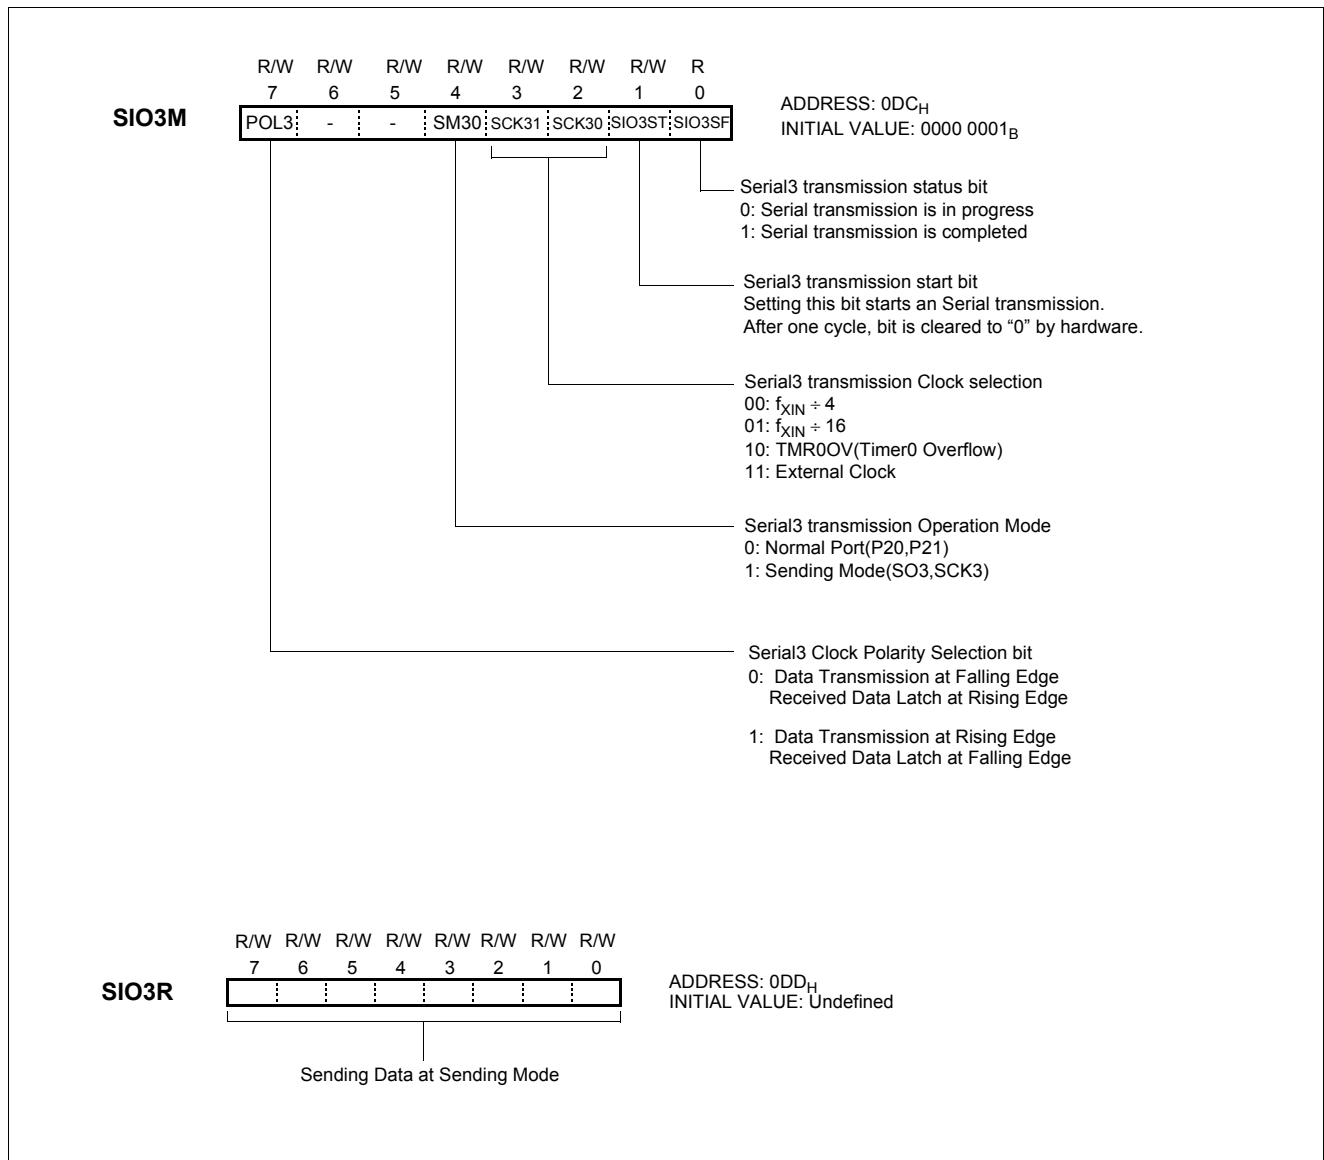 R/W R/W R/W R/W R/W R/W R/W R
7 6 5 4 3 2 1 0
SIO3M
POL3 - - SM30 SCK31 SCK30 SIO3ST SIO3SF
ADDRESS: 0DCH
INITIAL VALUE: 0000 0001B
Serial3 transmission status bit
0: Serial transmission is in progress
1: Serial transmission is completed
Serial3 transmission start bit
Setting this bit starts an Serial transmission.
After one cycle, bit is cleared to “0” by hardware.
Serial3 transmission Clock selection
00: fXIN ÷ 4
01: fXIN ÷ 16
10: TMR0OV(Timer0 Overflow)
11: External Clock
Serial3 transmission Operation Mode
0: Normal Port(P20,P21)
1: Sending Mode(SO3,SCK3)
Serial3 Clock Polarity Selection bit
0: Data Transmission at Falling Edge
Received Data Latch at Rising Edge
1: Data Transmission at Rising Edge
Received Data Latch at Falling Edge
R/W R/W R/W R/W R/W R/W R/W R/W
7 6 5 4 3 2 1 0
SIO3R
ADDRESS: 0DDH
INITIAL VALUE: Undefined
Sending Data at Sending Mode